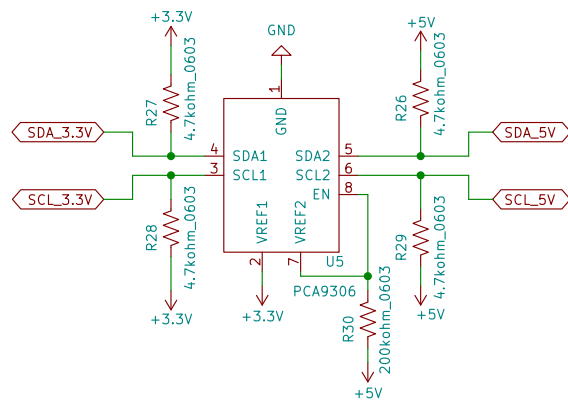 +3.3V
GND
+5V
R27
4.7kohm_0603
R26
4.7kohm_0603
1
GND
SDA_3.3V
SDA_5V
4
SDA1
SDA2
5
3
SCL1
SCL2
6
EN
8
SCL_3.3V
SCL_5V
R28
4.7kohm_0603
VREF1
VREF2
R29
4.7kohm_0603
2
7
U5
PCA9306
+3.3V
+3.3V
+5V
R30
200kohm_0603
+5V